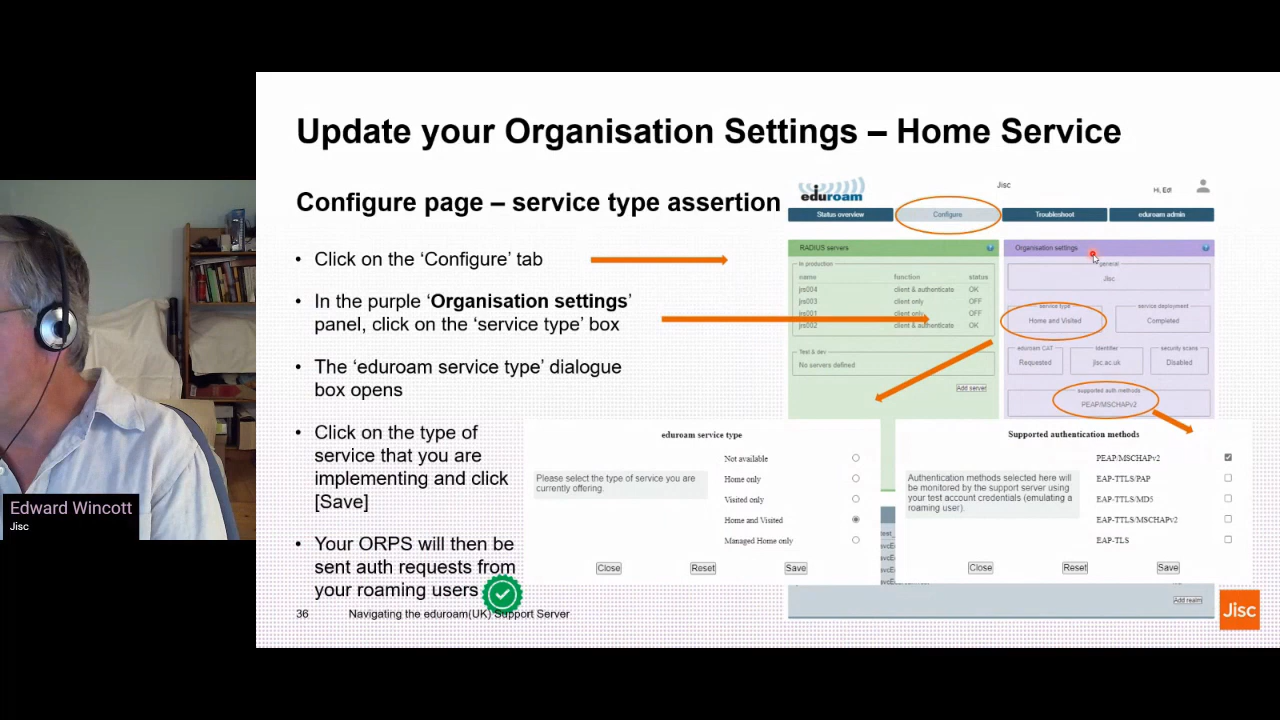 Update your Organisation Settings – Home Service
Configure page – service type assertion
• Click on the ‘Configure’ tab
• In the purple ‘Organisation settings’
panel, click on the ‘service type’ box
• The ‘eduroam service type’ dialogue
box opens
• Click on the type of
service that you are
implementing and click
[Save]
• Your ORPS will then be
sent auth requests from
your roaming users
36
Navigating the eduroam(UK) Support Server
Edward Wincott
Jisc
eduroam
Jisc
Hi, Ed!
Status overview
Configure
Troubleshoot
eduroam admin
RADIUS servers
?
In production
name function status
jrs004 client & authenticate OK
jrs003 client only OFF
jrs001 client only OFF
jrs002 client & authenticate OK
Test & dev
No servers defined
Add server
Organisation settings
?
general
Jisc
service type
Home and Visited
service deployment
Completed
eduroam CAT
Requested
identifier
jisc.ac.uk
security scans
Disabled
supported auth methods
PEAP/MSCHAPv2
eduroam service type
Please select the type of service you are
currently offering.
Not available
Home only
Visited only
Home and Visited
Managed Home only
Close
Reset
Save
Supported authentication methods
Authentication methods selected here will
be monitored by the support server using
your test account credentials (emulating a
roaming user).
PEAP/MSCHAPv2
EAP-TTLS/PAP
EAP-TTLS/MD5
EAP-TTLS/MSCHAPv2
EAP-TLS
Close
Reset
Save
Add realm
Jisc